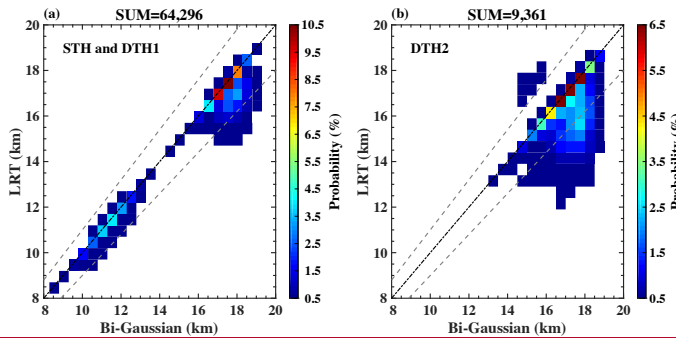 (a) SUM=64,296
STH and DTH1
LRT (km)
20
18
16
14
12
10
8
8 10 12 14 16 18 20
Bi-Gaussian (km)
10.5
9.5
8.5
7.5
6.5
5.5
4.5
3.5
2.5
1.5
0.5
Probability (%)
(b) SUM=9,361
DTH2
LRT (km)
20
18
16
14
12
10
8
8 10 12 14 16 18 20
Bi-Gaussian (km)
6.5
5.5
4.5
3.5
2.5
1.5
0.5
Probability (%)